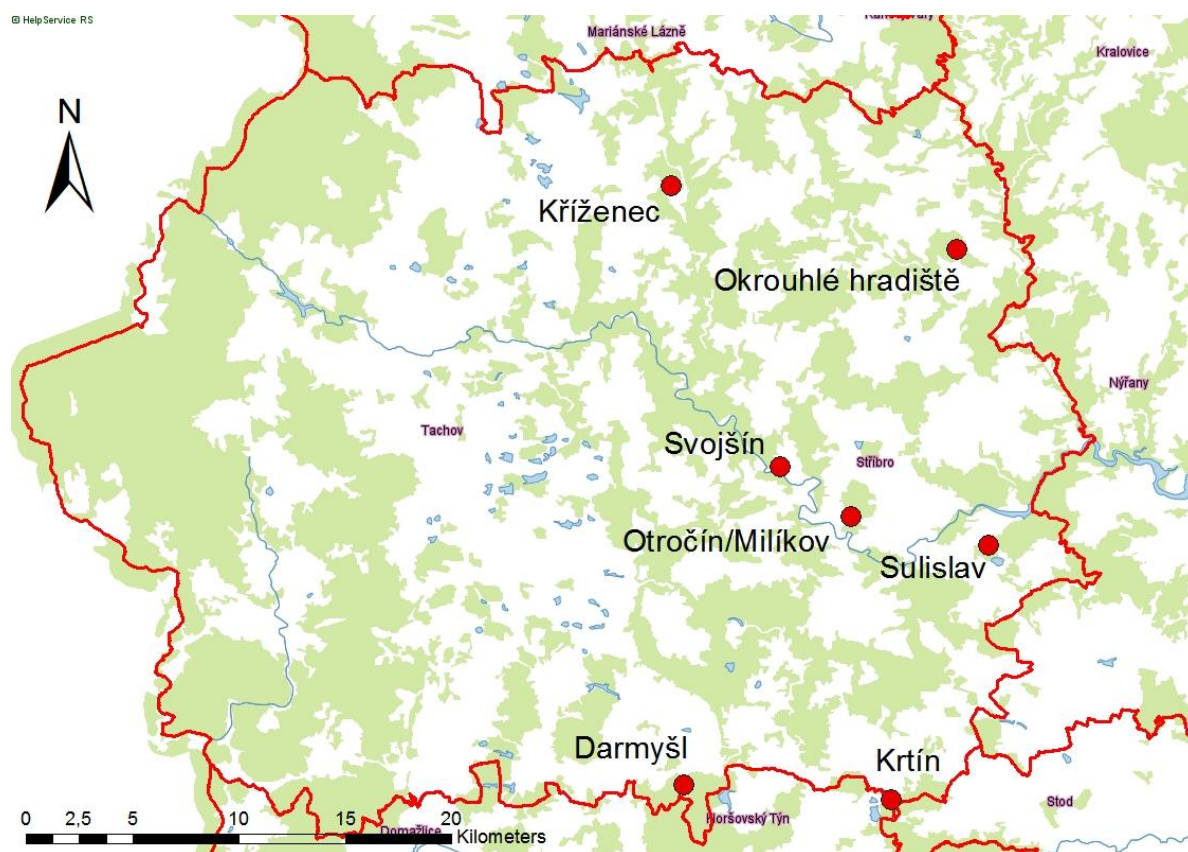 © HelpService RS
Mariánské Lázně
Kralovice
N
Kříženec
Okrouhlé hradiště
Nýřany
Tachov
Svojšín
Stříbro
Otročín/Milíkov
Sulislav
Darmyšl
Krtín
Stod
Horšovský Týn
Domažlice
0 2,5 5 10 15 20
Kilometers